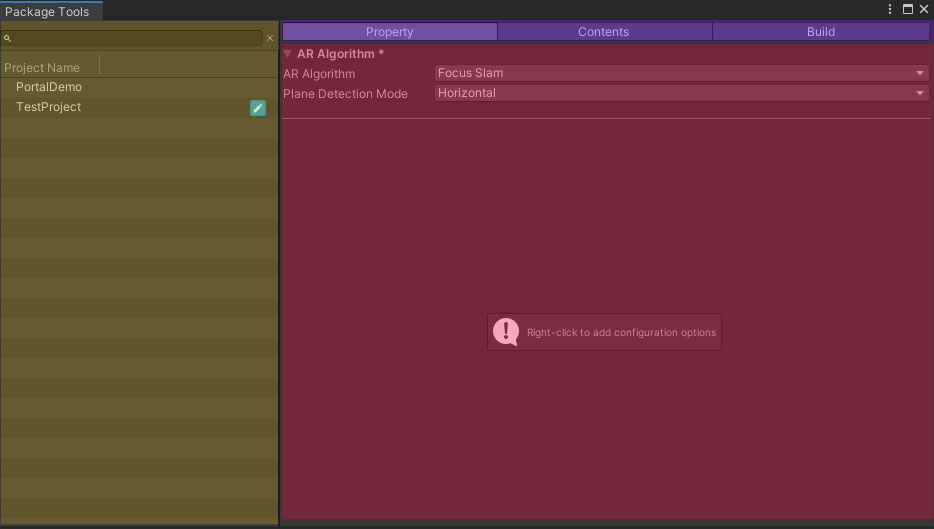 Package Tools
Project Name
PortalDemo
TestProject
Property Contents Build
AR Algorithm *
AR Algorithm Focus Slam
Plane Detection Mode Horizontal
Right-click to add configuration options